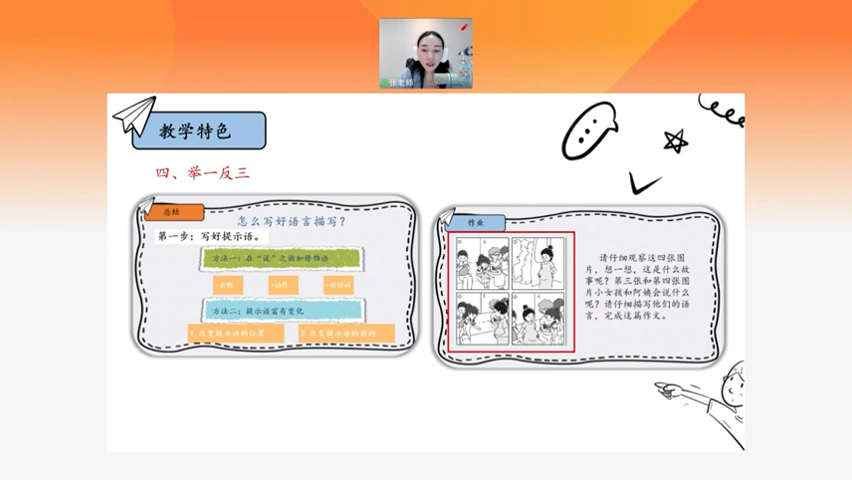 张老师
教学特色
四、举一反三
总结
怎么写好语言描写？
第一步：写好提示语。
方法一：在“说”之前加修饰语
+表情
+动作
方法二：提示语富有变化
1.改变提示语的位置
2.改变提示语的动词
作业
请仔细观察这四张图
片，想一想，这是什么故
事呢？第三张和第四张图
片小女孩和阿姨会说什么
呢？请仔细描写他们的语
言，完成这篇作文。